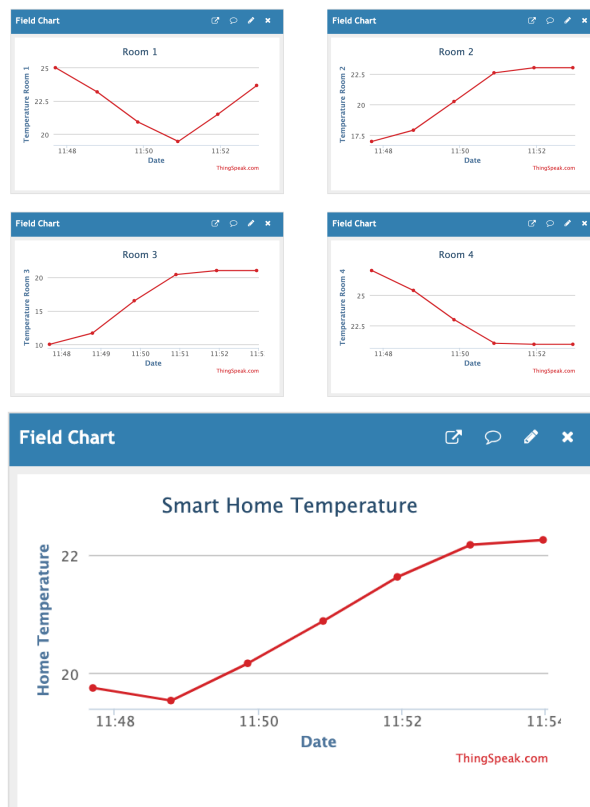 Field Chart
Room 1
Temperature Room 1
25
22.5
20
11:48 11:50 11:52
Date
ThingSpeak.com
Field Chart
Room 2
Temperature Room 2
22.5
20
17.5
11:48 11:50 11:52
Date
ThingSpeak.com
Field Chart
Room 3
Temperature Room 3
20
15
10
11:48 11:49 11:50 11:51 11:52 11:5
Date
ThingSpeak.com
Field Chart
Room 4
Temperature Room 4
25
22.5
11:48 11:50 11:52
Date
ThingSpeak.com
Field Chart
Smart Home Temperature
Home Temperature
22
20
11:48 11:50 11:52 11:54
Date
ThingSpeak.com